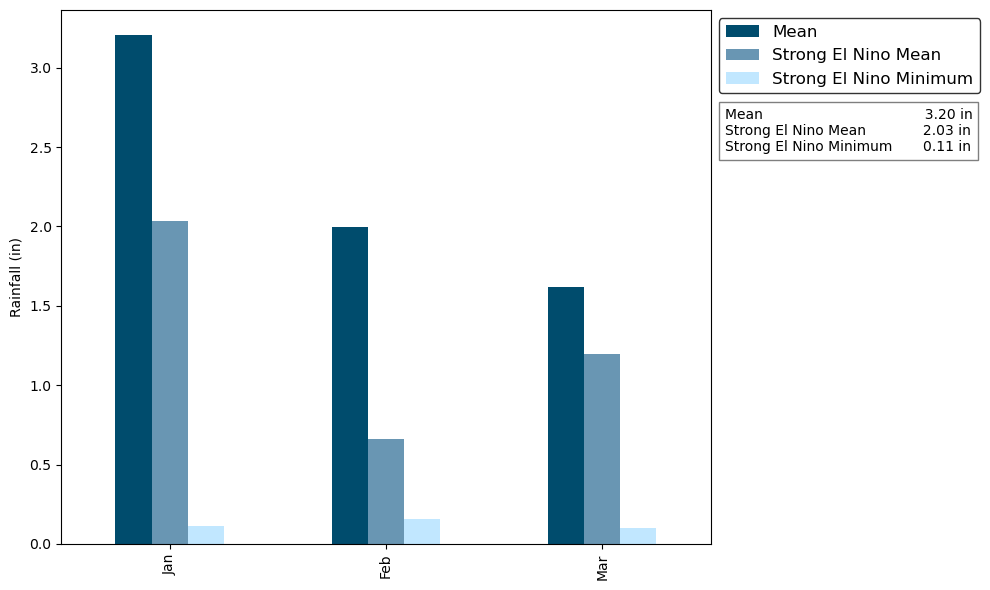 Mean
Strong El Nino Mean
Strong El Nino Minimum
Mean 3.20 in
Strong El Nino Mean 2.03 in
Strong El Nino Minimum 0.11 in
Rainfall (in)
3.0
2.5
2.0
1.5
1.0
0.5
0.0
Jan
Feb
Mar